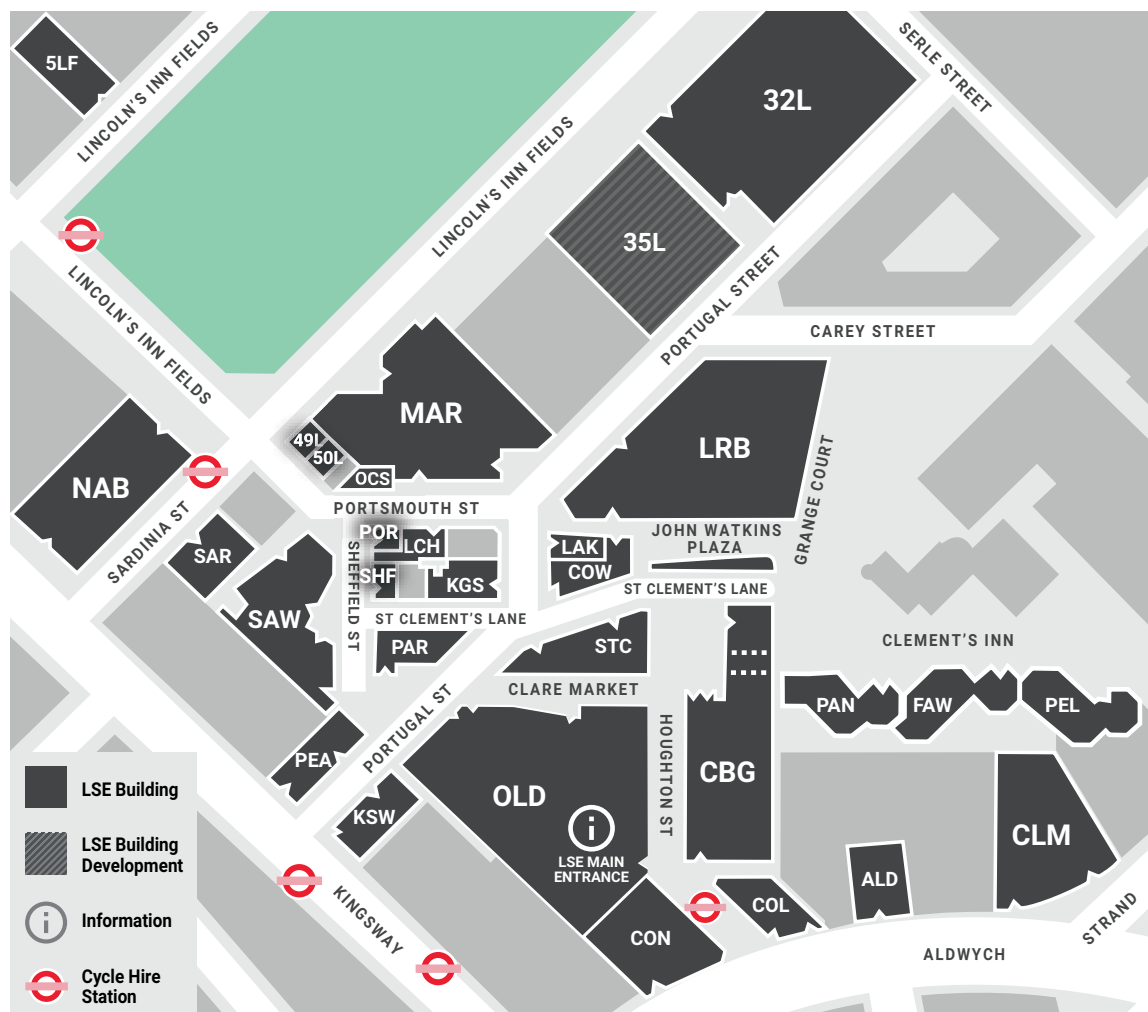 5LF
LINCOLN'S INN FIELDS
SERLE STREET
32L
LINCOLN'S INN FIELDS
35L
LINCOLN'S INN FIELDS
PORTUGAL STREET
CAREY STREET
MAR
49L
50L
OCS
LRB
GRANGE COURT
NAB
SARDINIA ST
PORTSMOUTH ST
POR
LCH
JOHN WATKINS
PLAZA
LAK
COW
SAR
SHEFFIELD ST
SHF
KGS
ST CLEMENT'S LANE
SAW
ST CLEMENT'S LANE
PAR
STC
CLEMENT'S INN
CLARE MARKET
PAN
FAW
PEL
PORTUGAL ST
PEA
HOUGHTON ST
CBG
OLD
KSW
LSE MAIN
ENTRANCE
CLM
ALD
COL
CON
KINGSWAY
STRAND
ALDWYCH
LSE Building
LSE Building
Development
i
Information
Cycle Hire
Station